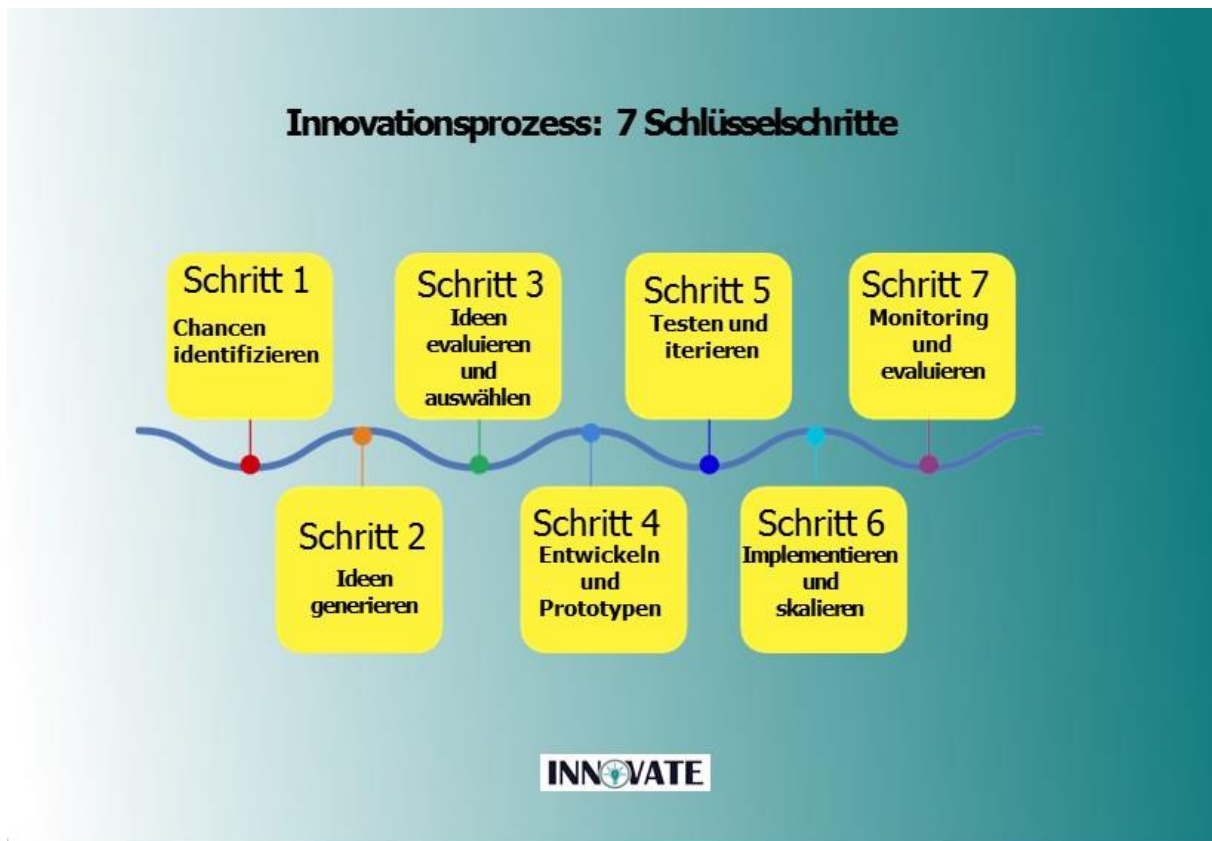 Innovationsprozess: 7 Schlüsselschritte
Schritt 1
Chancen
identifizieren
Schritt 2
Ideen
generieren
Schritt 3
Ideen
evaluieren
und
auswählen
Schritt 4
Entwickeln
und
Prototypen
Schritt 5
Testen und
iterieren
Schritt 6
Implementieren
und
skalieren
Schritt 7
Monitoring
und
evaluieren
INNOVATE